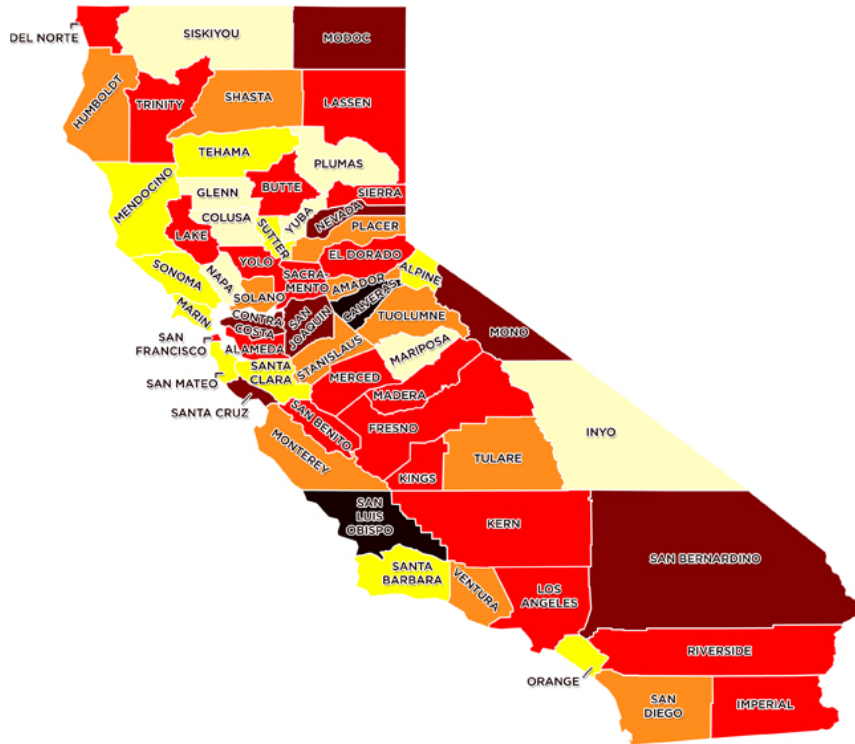 DEL NORTE
SISKIYOU
MODOC
HUMBOLDT
TRINITY
SHASTA
LASSEN
TEHAMA
PLUMAS
MENDOCINO
GLENN
BUTTE
SIERRA
COLUSA
YUBA
NEVADA
LAKE
SUTTER
PLACER
SONOMA
NAPA
YOLO
EL DORADO
SACRA-
MENTO
ALPINE
SOLANO
AMADOR
CALVERAS
MARIN
CONTRA
COSTA
SAN
JOAQUIN
TUOLUMNE
MONO
SAN
FRANCISCO
ALAMEDA
STANISLAUS
MARIPOSA
SANTA
CLARA
SAN MATEO
MERCED
MADERA
SANTA CRUZ
SAN BENITO
FRESNO
INYO
MONTEREY
KINGS
TULARE
SAN
LUIS
OBISPO
KERN
SAN BERNARDINO
SANTA
BARBARA
VENTURA
LOS
ANGELES
RIVERSIDE
ORANGE
SAN
DIEGO
IMPERIAL